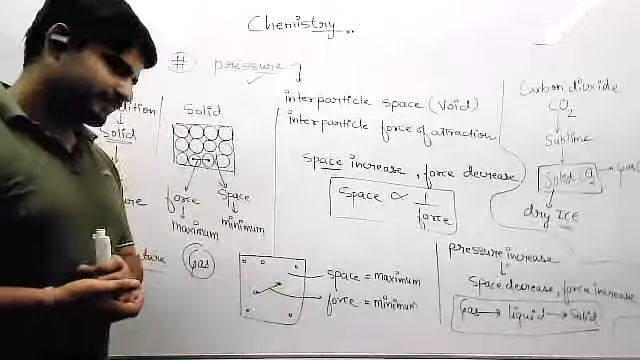 Chemistry..
# pressure
interparticle space (Void)
interparticle force of attraction
Space increase, force decrease
Space ∝ 1/force
Solid
Solid
force
maximum
space
minimum
Gas
space = maximum
force = minimum
Carbon dioxide
CO2
Sublime
Solid CO2
dry ICE
pressure increase
Space decrease, force increase
Gas → liquid → Solid